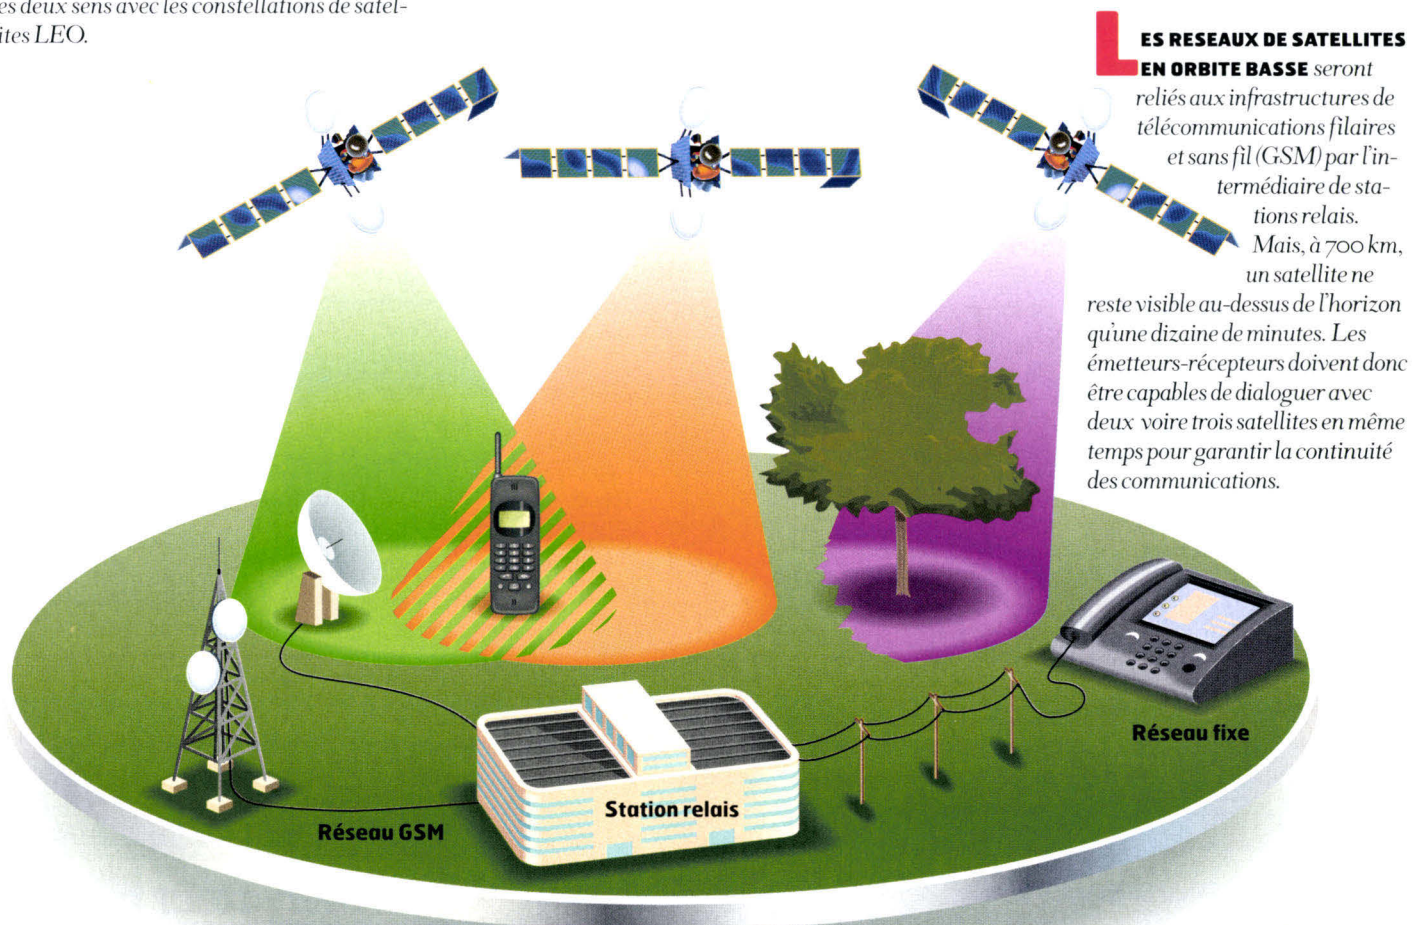 es deux sens avec les constellations de satel-
ites LEO.
LES RESEAUX DE SATELLITES
EN ORBITE BASSE seront
reliés aux infrastructures de
télécommunications filaires
et sans fil (GSM) par l'in-
termédiaire de sta-
tions relais.
Mais, à 700 km,
un satellite ne
reste visible au-dessus de l'horizon
qu'une dizaine de minutes. Les
émetteurs-récepteurs doivent donc
être capables de dialoguer avec
deux voire trois satellites en même
temps pour garantir la continuité
des communications.
Réseau fixe
Station relais
Réseau GSM